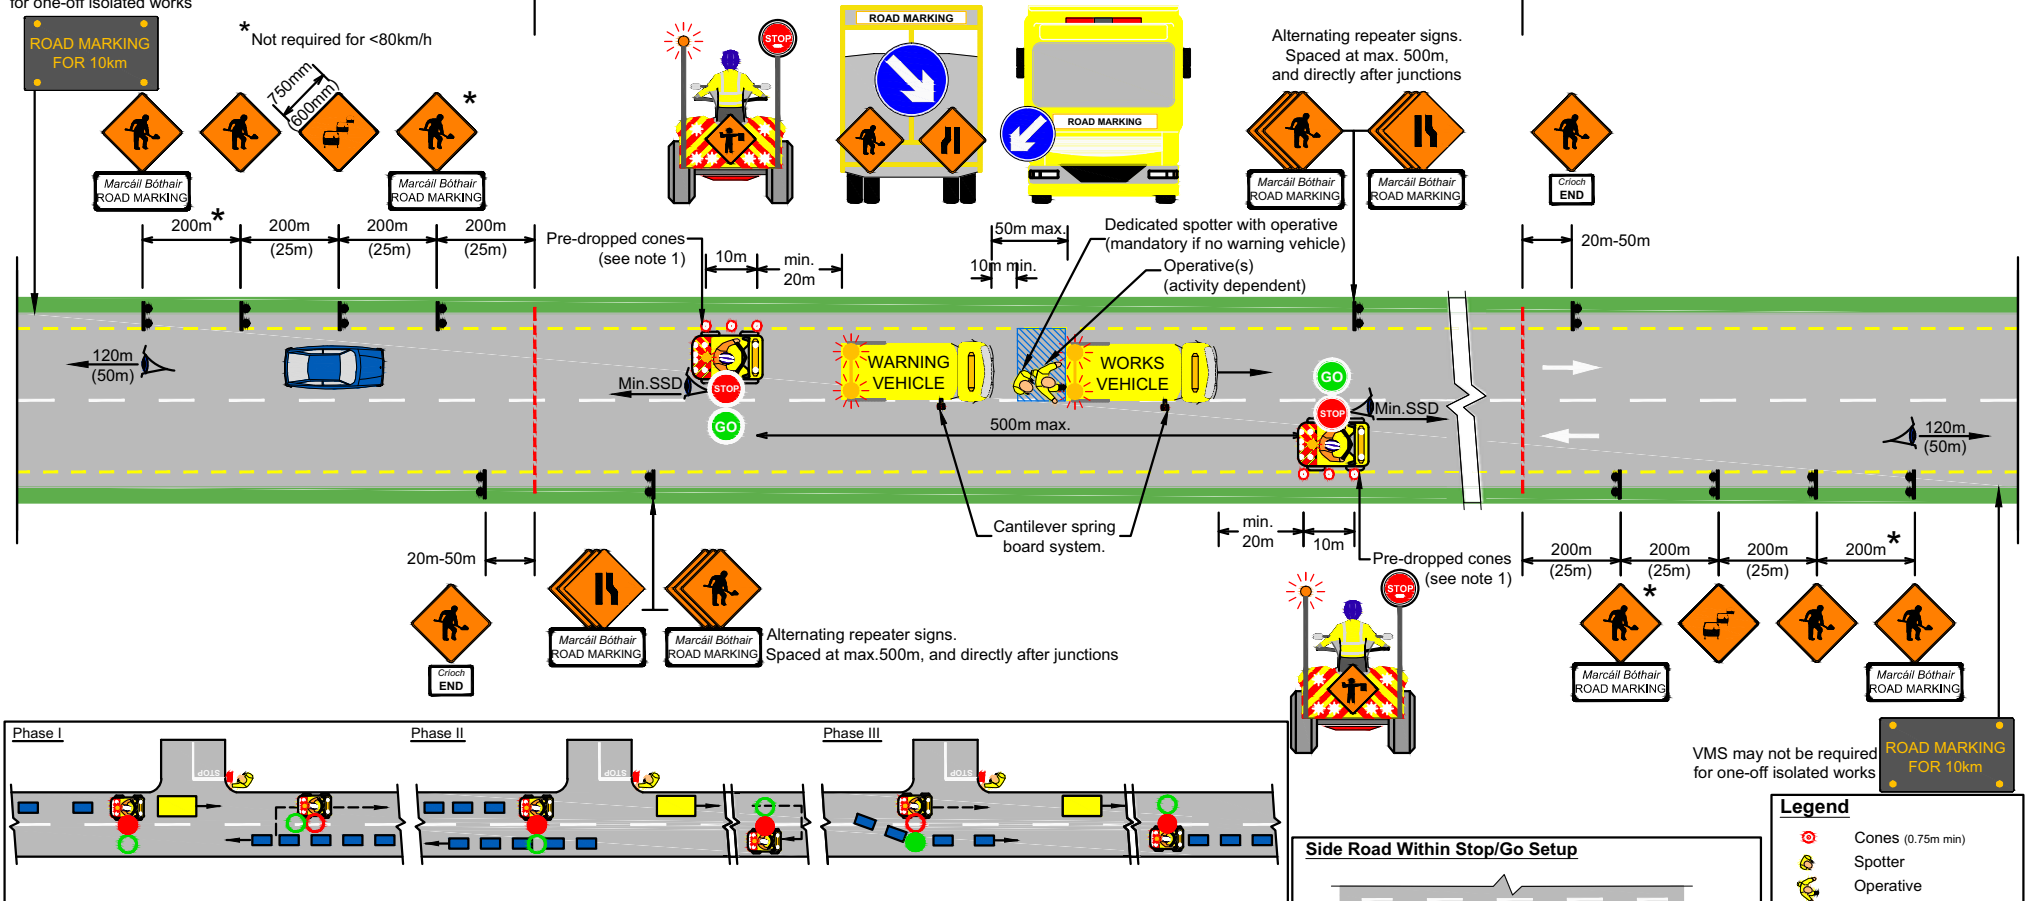 for one-off isolated works
ROAD MARKING
FOR 10km
*Not required for <80km/h
750mm
(600mm)
*
Marcáil Bóthair
ROAD MARKING
Marcáil Bóthair
ROAD MARKING
STOP
ROAD MARKING
ROAD MARKING
Alternating repeater signs.
Spaced at max. 500m,
and directly after junctions
Marcáil Bóthair
ROAD MARKING
Marcáil Bóthair
ROAD MARKING
Críoch
END
200m*
200m
(25m)
200m
(25m)
200m
(25m)
Pre-dropped cones
(see note 1)
10m
min.
20m
50m max.
10m min.
Dedicated spotter with operative
(mandatory if no warning vehicle)
Operative(s)
(activity dependent)
20m-50m
120m
(50m)
Min.SSD
STOP
GO
WARNING
VEHICLE
WORKS
VEHICLE
GO
STOP
Min.SSD
500m max.
120m
(50m)
20m-50m
Cantilever spring
board system.
min.
20m
10m
Pre-dropped cones
(see note 1)
200m
(25m)
200m
(25m)
200m
(25m)
200m*
Críoch
END
Marcáil Bóthair
ROAD MARKING
Marcáil Bóthair
ROAD MARKING
Alternating repeater signs.
Spaced at max.500m, and directly after junctions
STOP
*
Marcáil Bóthair
ROAD MARKING
Marcáil Bóthair
ROAD MARKING
VMS may not be required
for one-off isolated works
ROAD MARKING
FOR 10km
Phase I
STOP
Phase II
STOP
Phase III
STOP
Side Road Within Stop/Go Setup
Legend
Cones (0.75m min)
Spotter
Operative